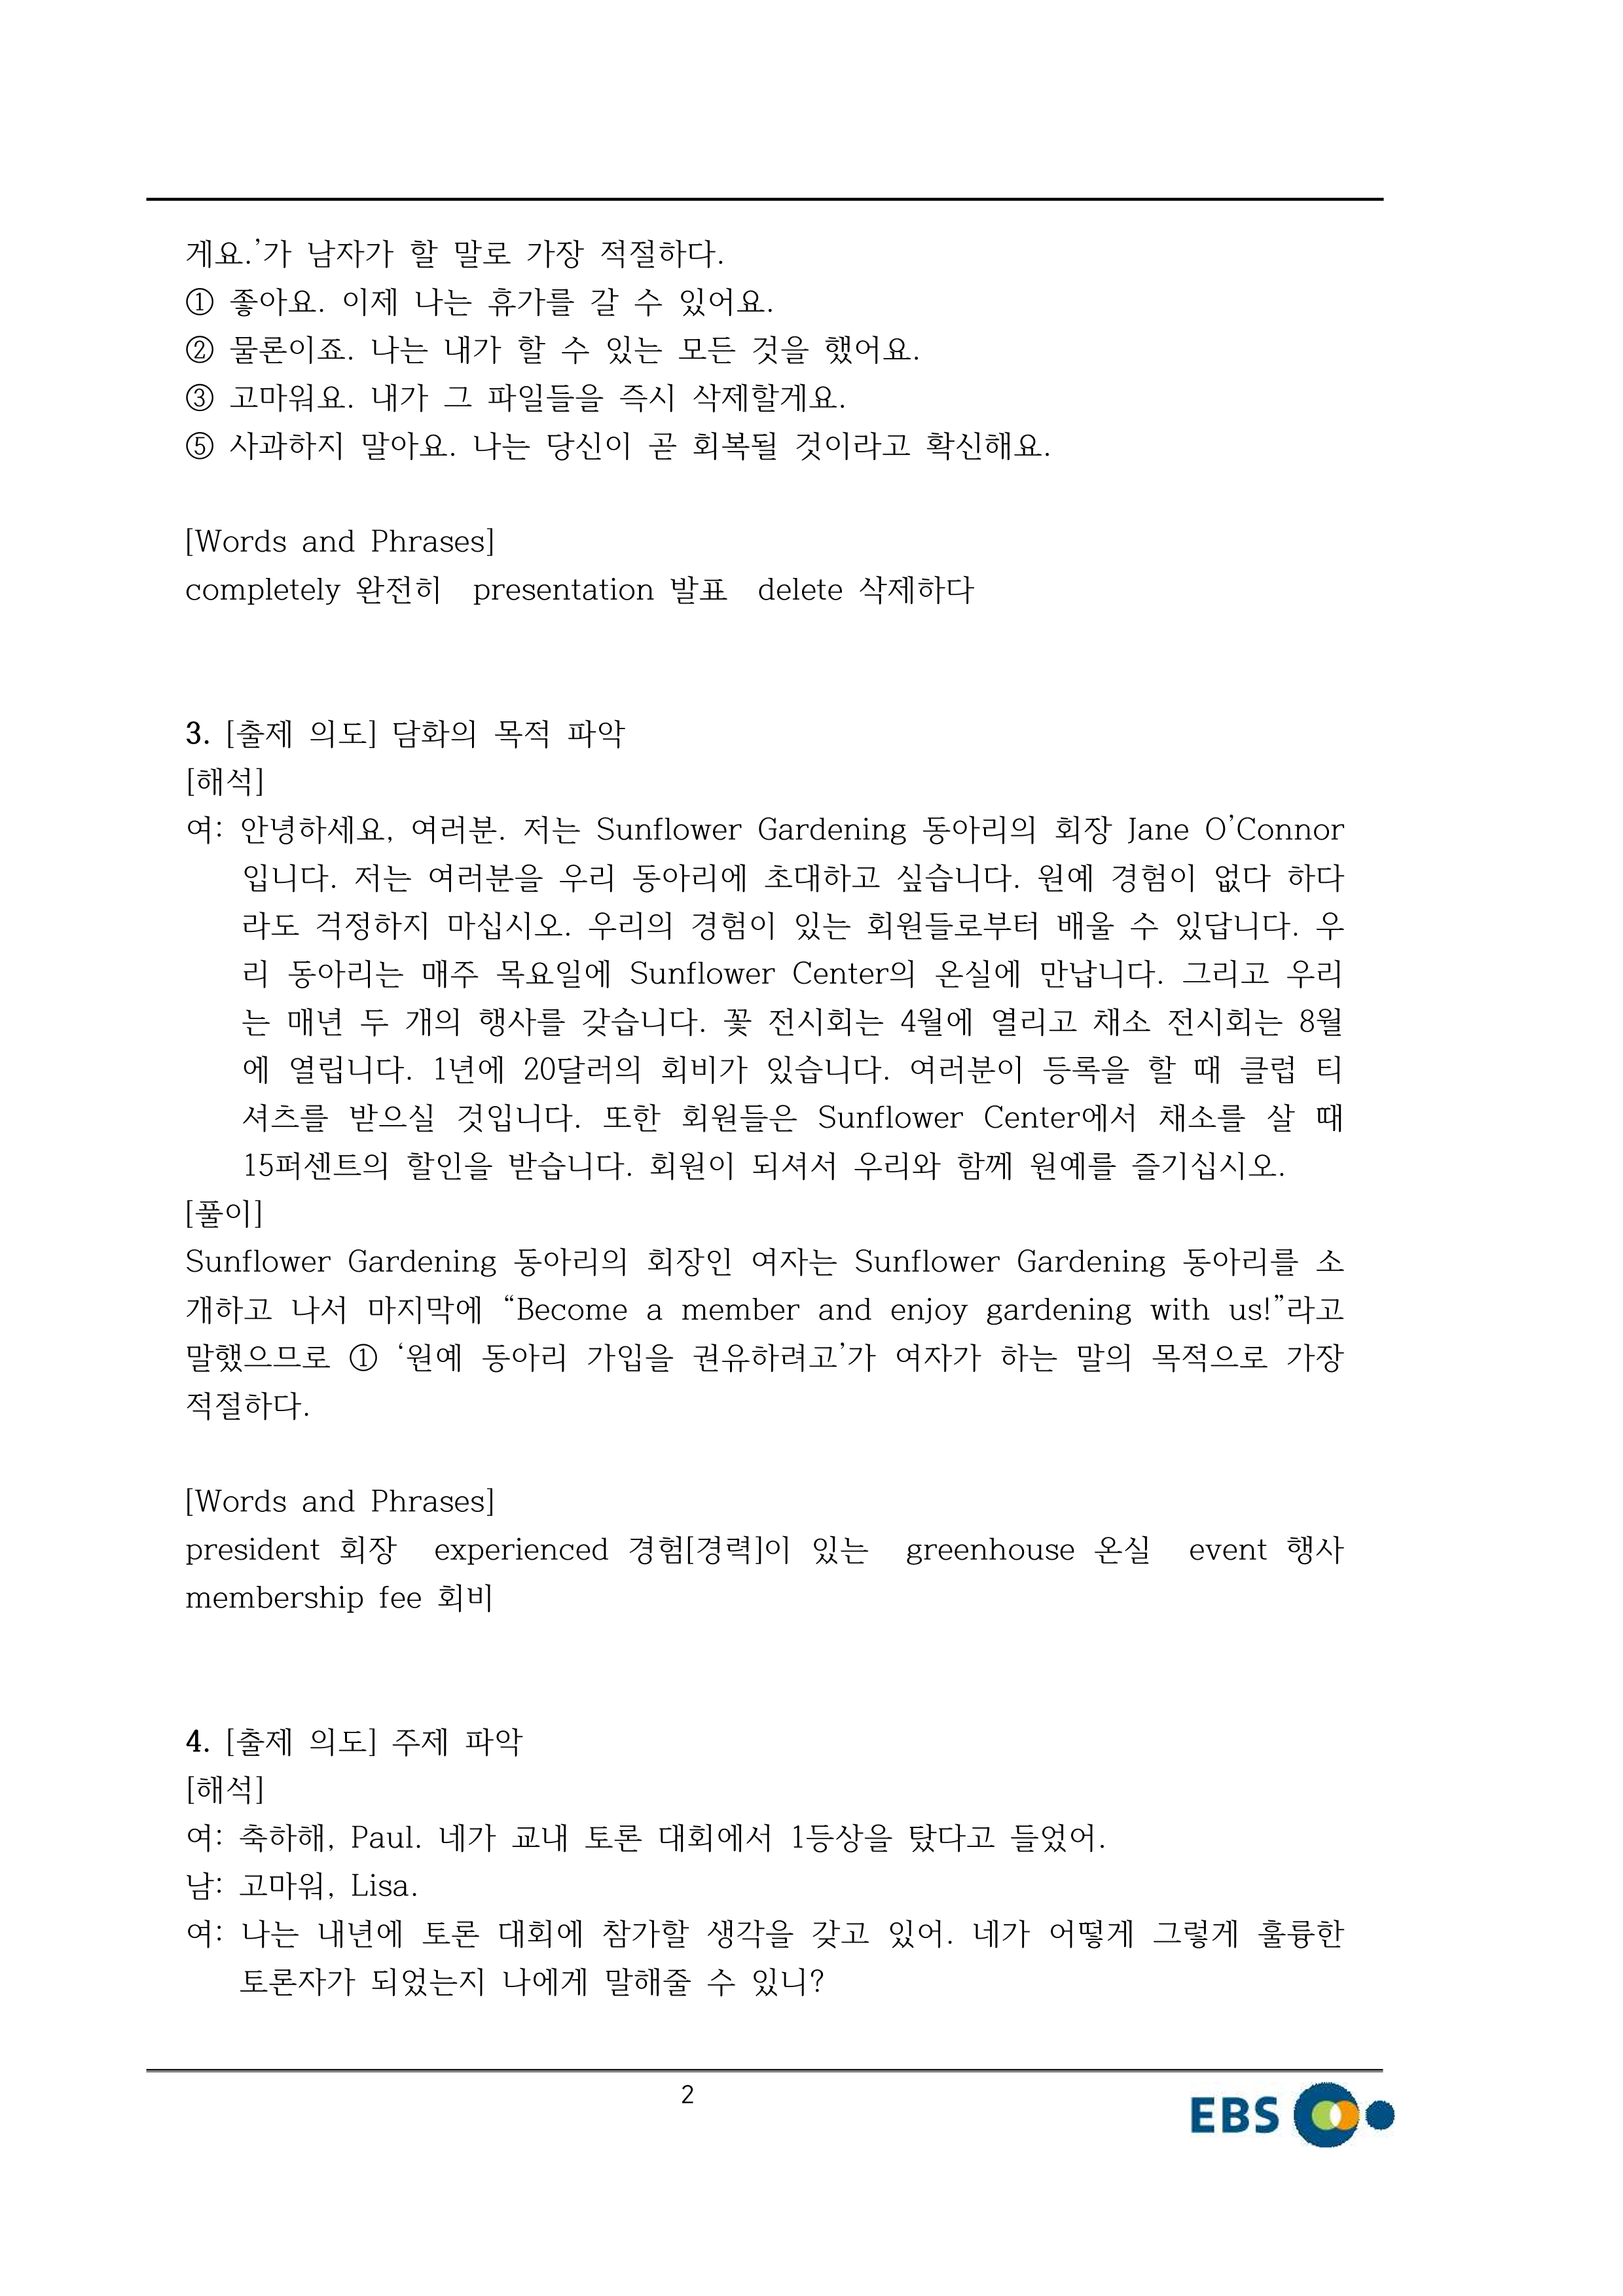 게요.’가 남자가 할 말로 가장 적절하다.
① 좋아요. 이제 나는 휴가를 갈 수 있어요.
② 물론이죠. 나는 내가 할 수 있는 모든 것을 했어요.
③ 고마워요. 내가 그 파일들을 즉시 삭제할게요.
⑤ 사과하지 말아요. 나는 당신이 곧 회복될 것이라고 확신해요.
[Words and Phrases]
completely 완전히 presentation 발표 delete 삭제하다
3. [출제 의도] 담화의 목적 파악
[해석]
여: 안녕하세요, 여러분. 저는 Sunflower Gardening 동아리의 회장 Jane O’Connor
입니다. 저는 여러분을 우리 동아리에 초대하고 싶습니다. 원예 경험이 없다 하다
라도 걱정하지 마십시오. 우리의 경험이 있는 회원들로부터 배울 수 있답니다. 우
리 동아리는 매주 목요일에 Sunflower Center의 온실에 만납니다. 그리고 우리
는 매년 두 개의 행사를 갖습니다. 꽃 전시회는 4월에 열리고 채소 전시회는 8월
에 열립니다. 1년에 20달러의 회비가 있습니다. 여러분이 등록을 할 때 클럽 티
셔츠를 받으실 것입니다. 또한 회원들은 Sunflower Center에서 채소를 살 때
15퍼센트의 할인을 받습니다. 회원이 되셔서 우리와 함께 원예를 즐기십시오.
[풀이]
Sunflower Gardening 동아리의 회장인 여자는 Sunflower Gardening 동아리를 소
개하고 나서 마지막에 “Become a member and enjoy gardening with us!”라고
말했으므로 ① ‘원예 동아리 가입을 권유하려고’가 여자가 하는 말의 목적으로 가장
적절하다.
[Words and Phrases]
president 회장 experienced 경험[경력]이 있는 greenhouse 온실 event 행사
membership fee 회비
4. [출제 의도] 주제 파악
[해석]
여: 축하해, Paul. 네가 교내 토론 대회에서 1등상을 탔다고 들었어.
남: 고마워, Lisa.
여: 나는 내년에 토론 대회에 참가할 생각을 갖고 있어. 네가 어떻게 그렇게 훌륭한
토론자가 되었는지 나에게 말해줄 수 있니?
2
EBS